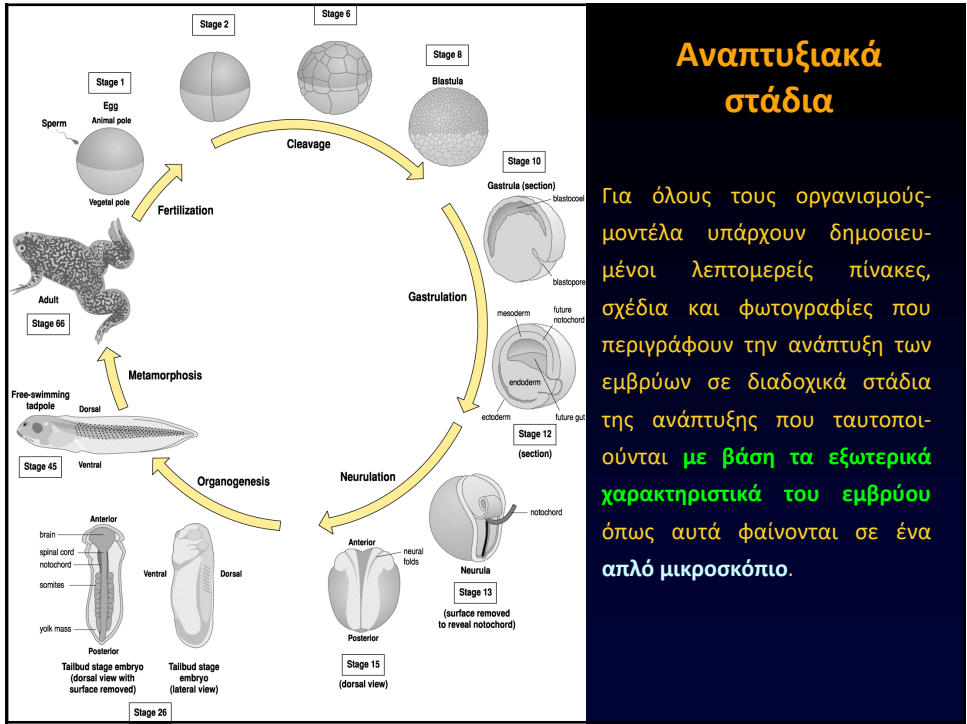 Stage 1
Egg
Animal pole
Sperm
Vegetal pole
Fertilization
Stage 2
Stage 6
Cleavage
Stage 8
Blastula
Stage 10
Gastrula (section)
blastocoel
blastopore
Gastrulation
mesoderm
future
notochord
endoderm
ectoderm
future gut
Stage 12
(section)
Neurulation
notochord
Neurula
Stage 13
(surface removed
to reveal notochord)
Anterior
neural
folds
Posterior
Stage 15
(dorsal view)
Organogenesis
Anterior
brain
spinal cord
notochord
somites
yolk mass
Posterior
Tailbud stage embryo
(dorsal view with
surface removed)
Ventral
Dorsal
Tailbud stage
embryo
(lateral view)
Stage 26
Free-swimming
tadpole
Dorsal
Stage 45
Ventral
Metamorphosis
Adult
Stage 66
Αναπτυξιακά
στάδια
Για όλους τους οργανισμούς-
μοντέλα υπάρχουν δημοσιευ-
μένοι λεπτομερείς πίνακες,
σχέδια και φωτογραφίες που
περιγράφουν την ανάπτυξη των
εμβρύων σε διαδοχικά στάδια
της ανάπτυξης που ταυτοποι-
ούνται με βάση τα εξωτερικά
χαρακτηριστικά του εμβρύου
όπως αυτά φαίνονται σε ένα
απλό μικροσκόπιο.